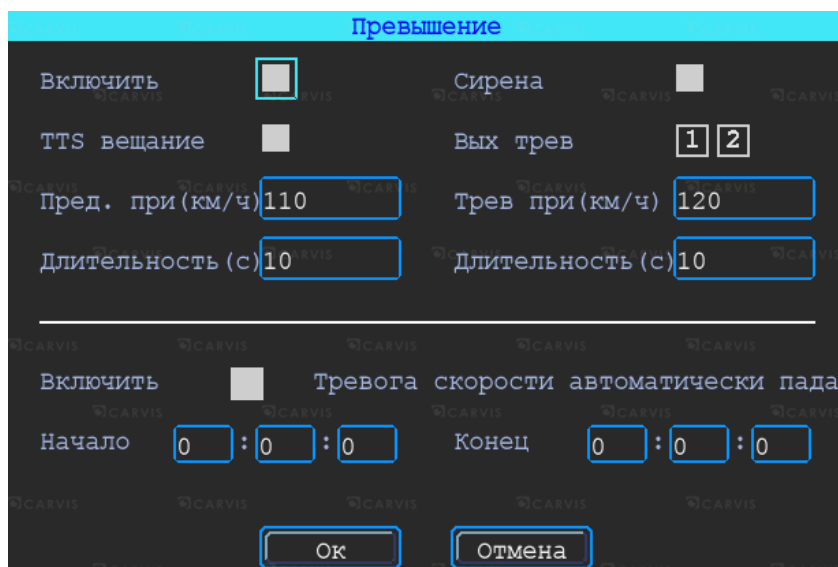 Превышение
Включить Сирена
TTS вещание Вых трев 1 2
Пред. при(км/ч) 110 Трев при(км/ч) 120
Длительность(с) 10 Длительность(с) 10
Включить Тревога скорости автоматически пада
Начало 0 : 0 : 0 Конец 0 : 0 : 0
Ок Отмена
CARVIS